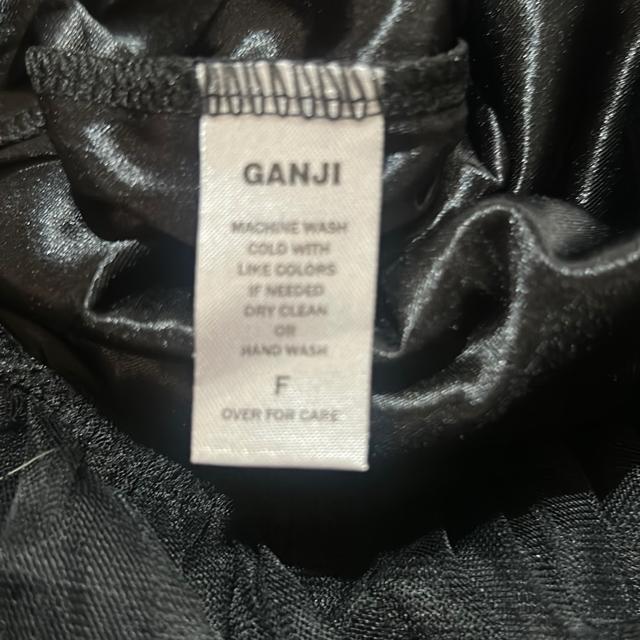 GANJI
MACHINE WASH
COLD WITH
LIKE COLORS
IF NEEDED
DRY CLEAN
OR
HAND WASH
F
OVER FOR CARE